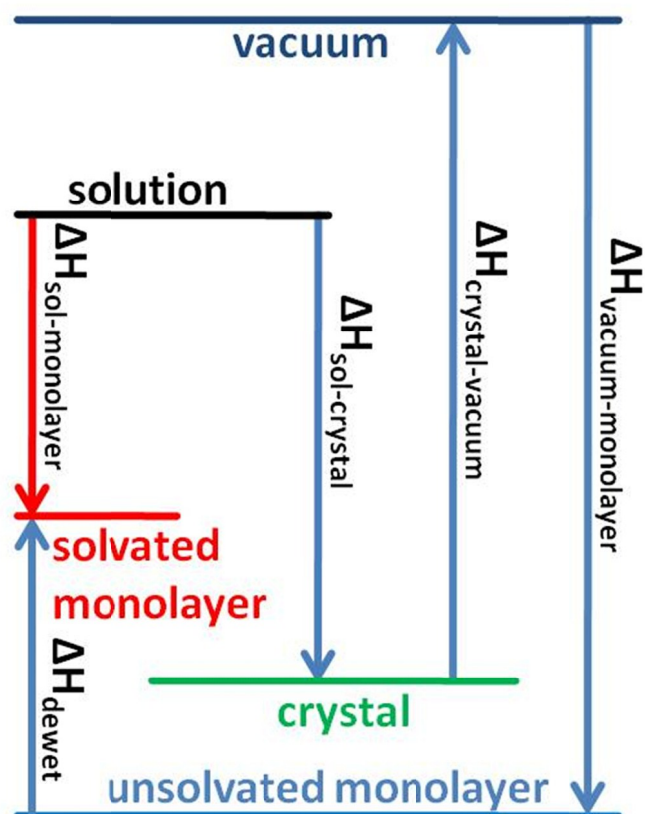 vacuum
solution
ΔHsol-monolayer
ΔHsol-crystal
ΔHcrystal-vacuum
ΔHvacuum-monolayer
solvated
monolayer
ΔHdewet
crystal
unsolvated monolayer